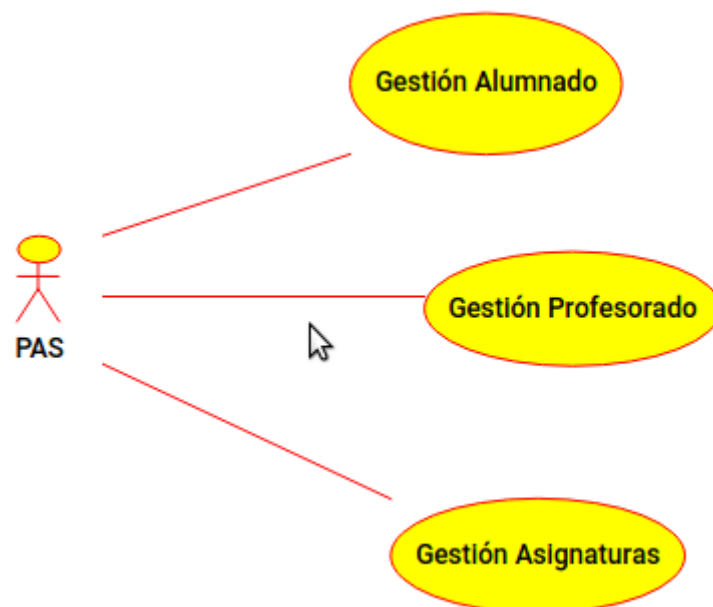 Gestión Alumnado
Gestión Profesorado
PAS
Gestión Asignaturas